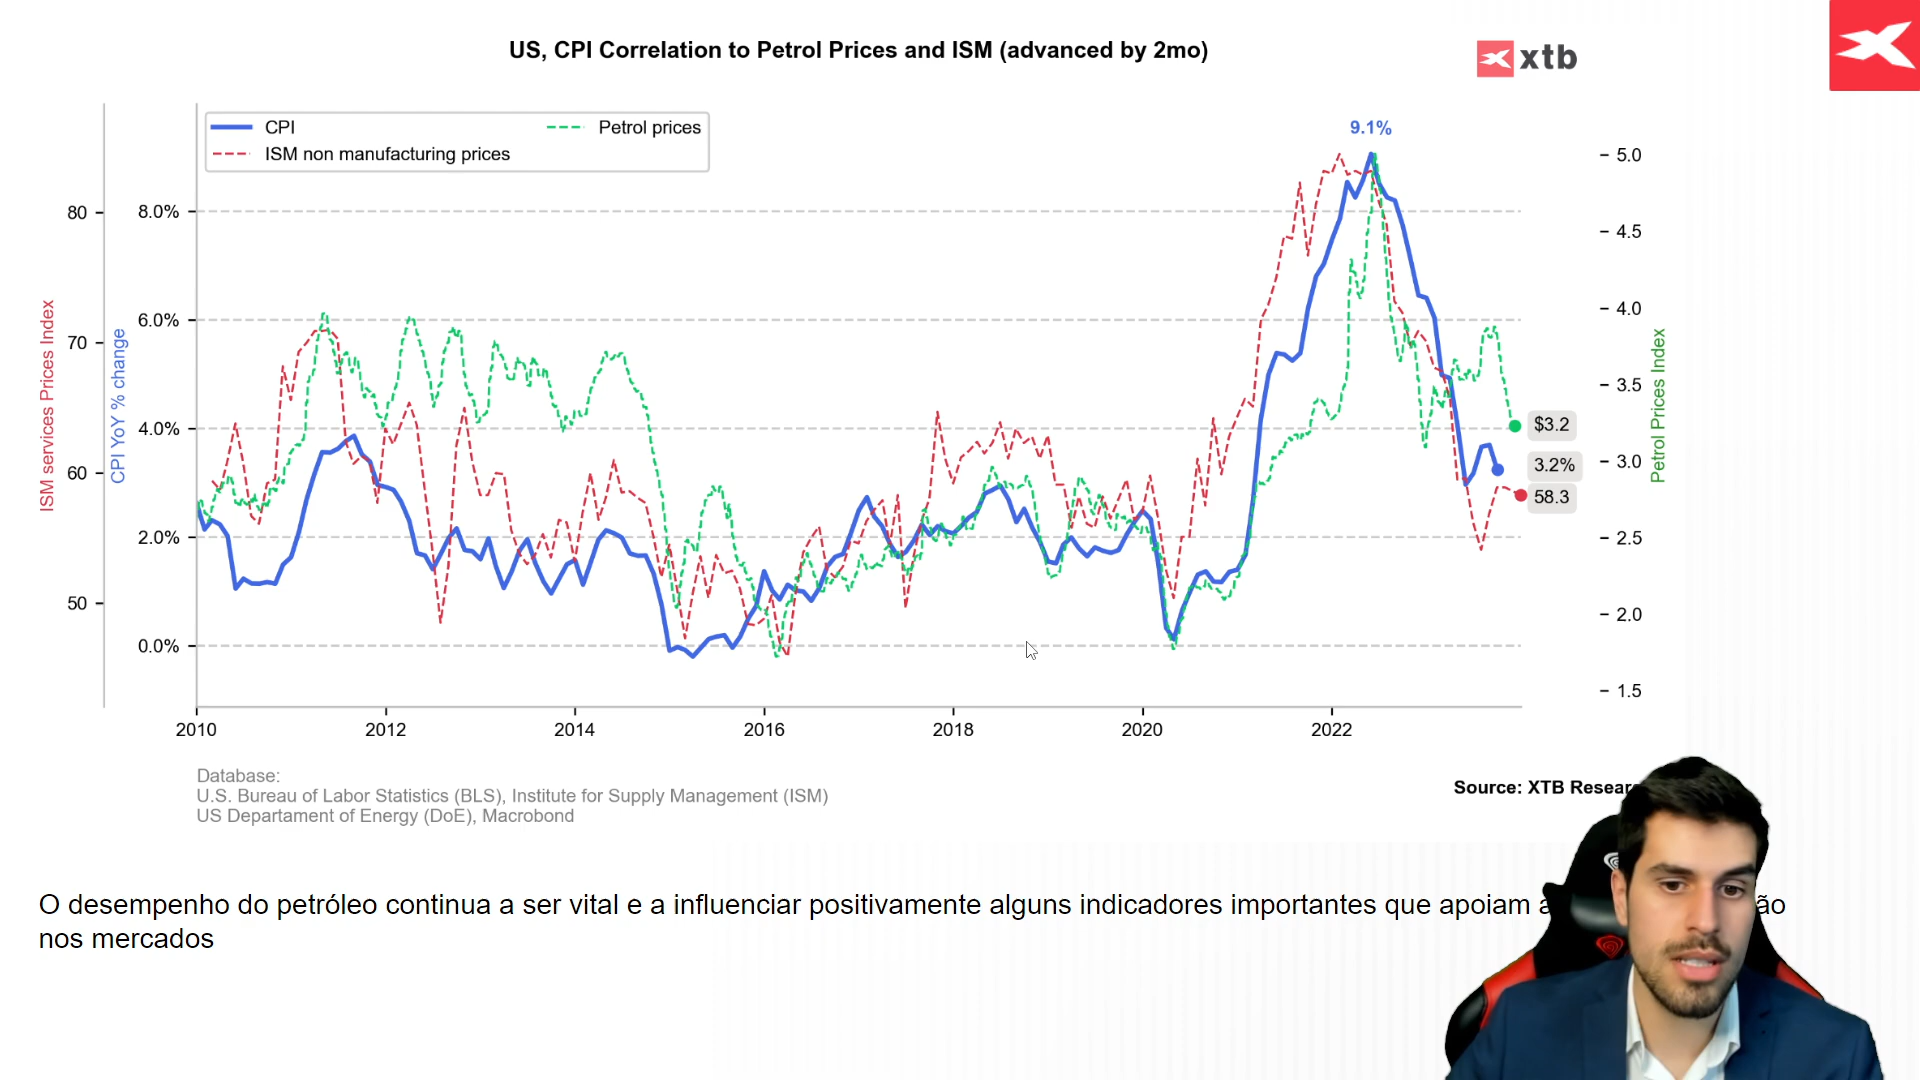 US, CPI Correlation to Petrol Prices and ISM (advanced by 2mo)
xtb
CPI
Petrol prices
ISM non manufacturing prices
9.1%
80
70
60
50
ISM services Prices Index
CPI YoY % change
8.0%
6.0%
4.0%
2.0%
0.0%
5.0
4.5
4.0
3.5
3.0
2.5
2.0
1.5
Petrol Prices Index
$3.2
3.2%
58.3
2010 2012 2014 2016 2018 2020 2022
Database:
U.S. Bureau of Labor Statistics (BLS), Institute for Supply Management (ISM)
US Departament of Energy (DoE), Macrobond
Source: XTB
O desempenho do petróleo continua a ser vital e a influenciar positivamente alguns indicadores importantes que apoiam
nos mercados